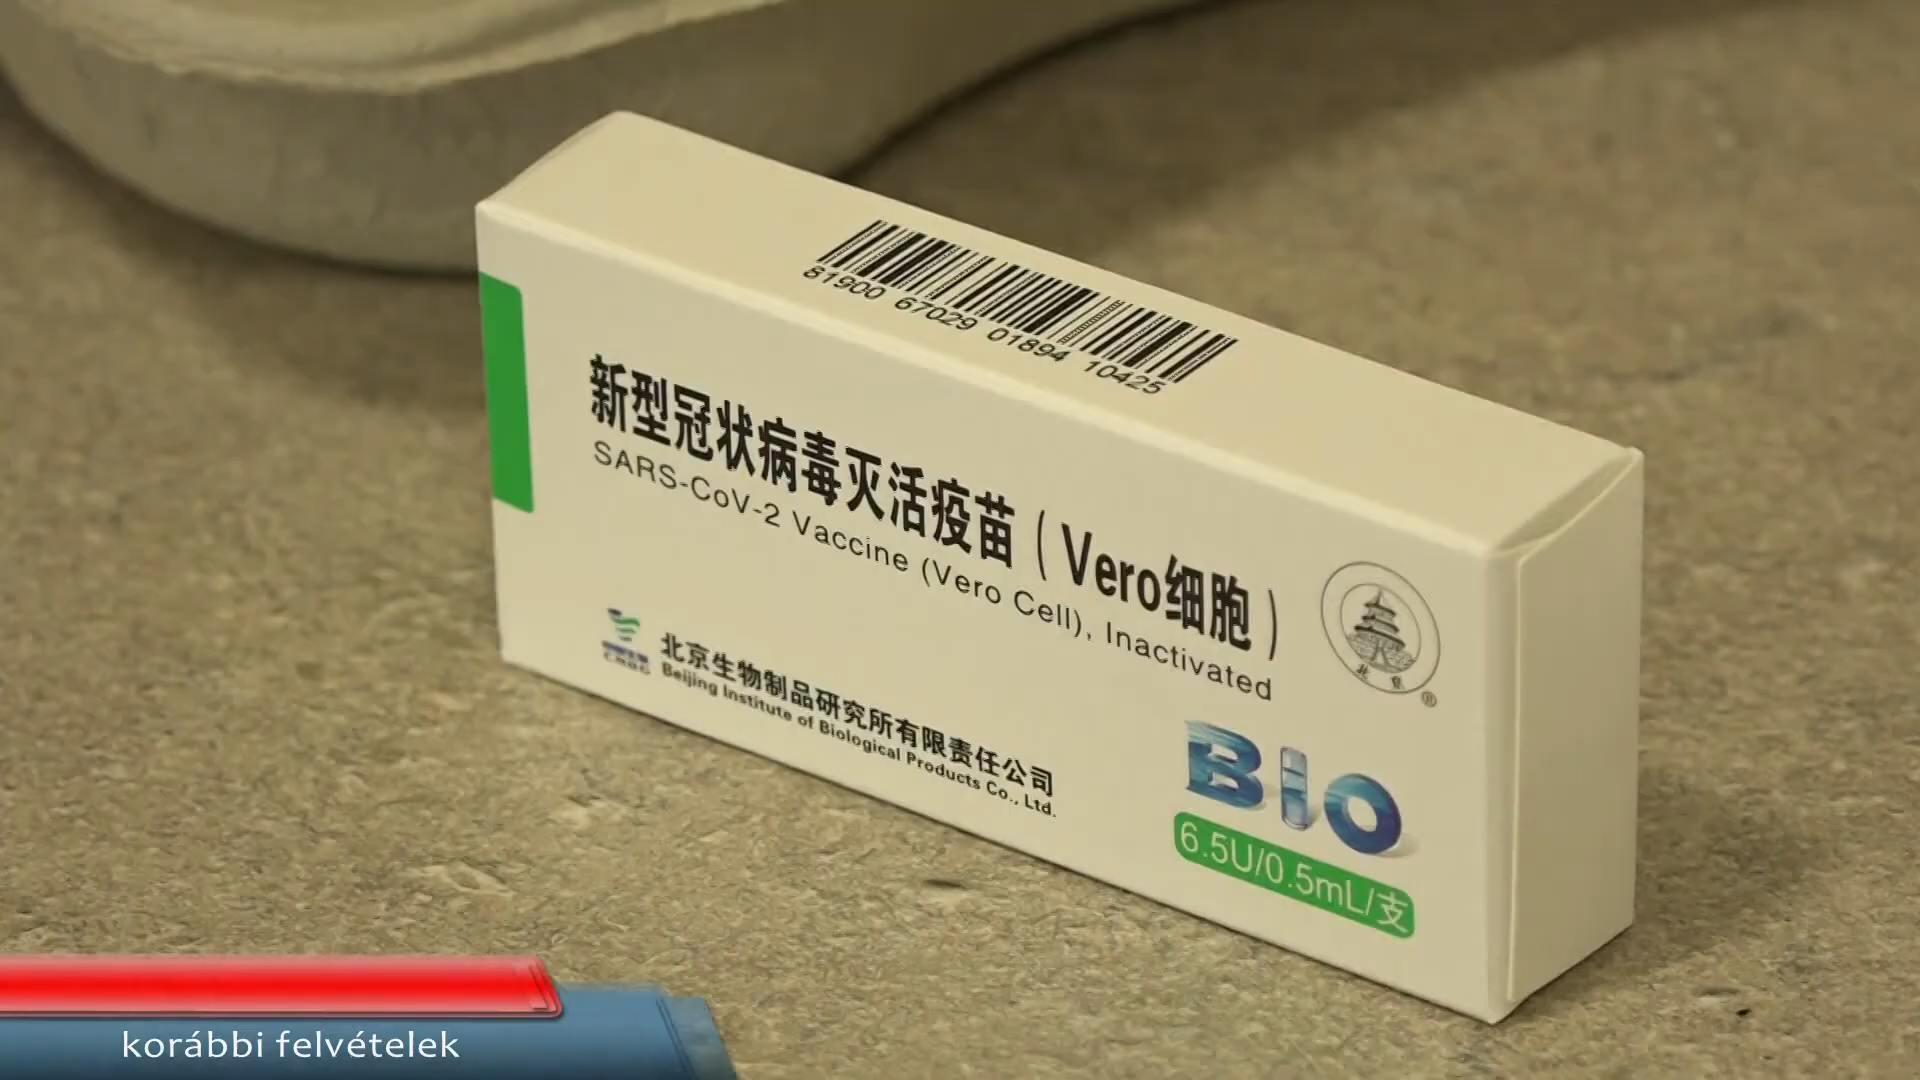 81900 67029 01894 10425
新型冠状病毒灭活疫苗（Vero细胞）
SARS-CoV-2 Vaccine (Vero Cell), Inactivated
北京生物制品研究所有限责任公司
Beijing Institute of Biological Products Co., Ltd.
®
BIO
6.5U/0.5mL/支
korábbi felvételek